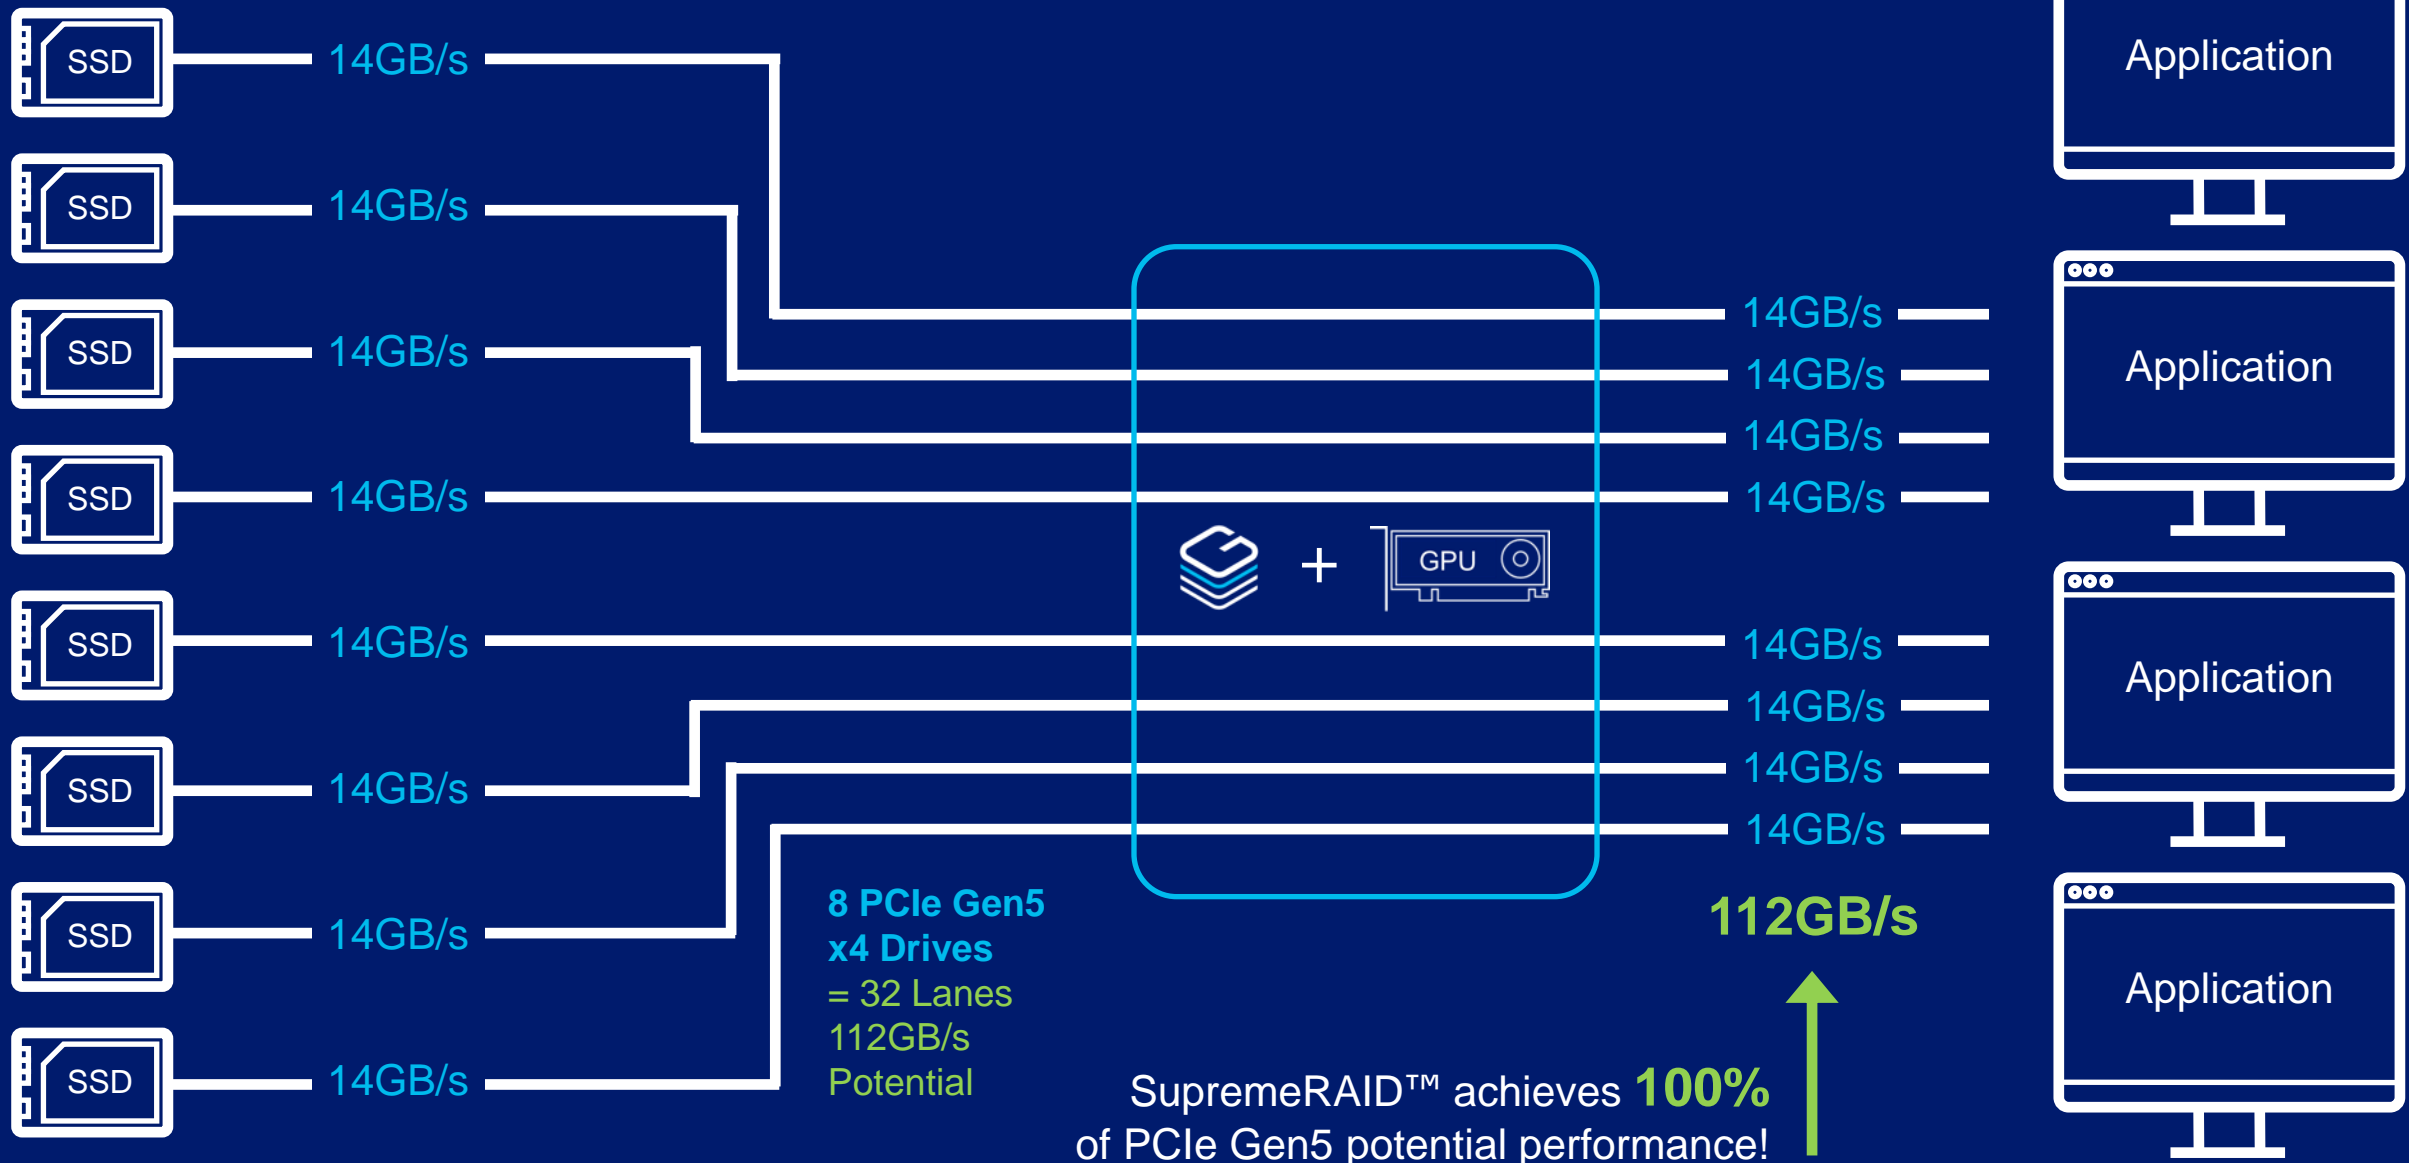 SSD
14GB/s
SSD
14GB/s
SSD
14GB/s
SSD
14GB/s
SSD
14GB/s
SSD
14GB/s
SSD
14GB/s
SSD
14GB/s
8 PCIe Gen5
x4 Drives
= 32 Lanes
112GB/s
Potential
GPU
+
14GB/s
14GB/s
14GB/s
14GB/s
14GB/s
14GB/s
14GB/s
14GB/s
112GB/s
SupremeRAID™ achieves 100%
of PCIe Gen5 potential performance!
Application
Application
Application
Application